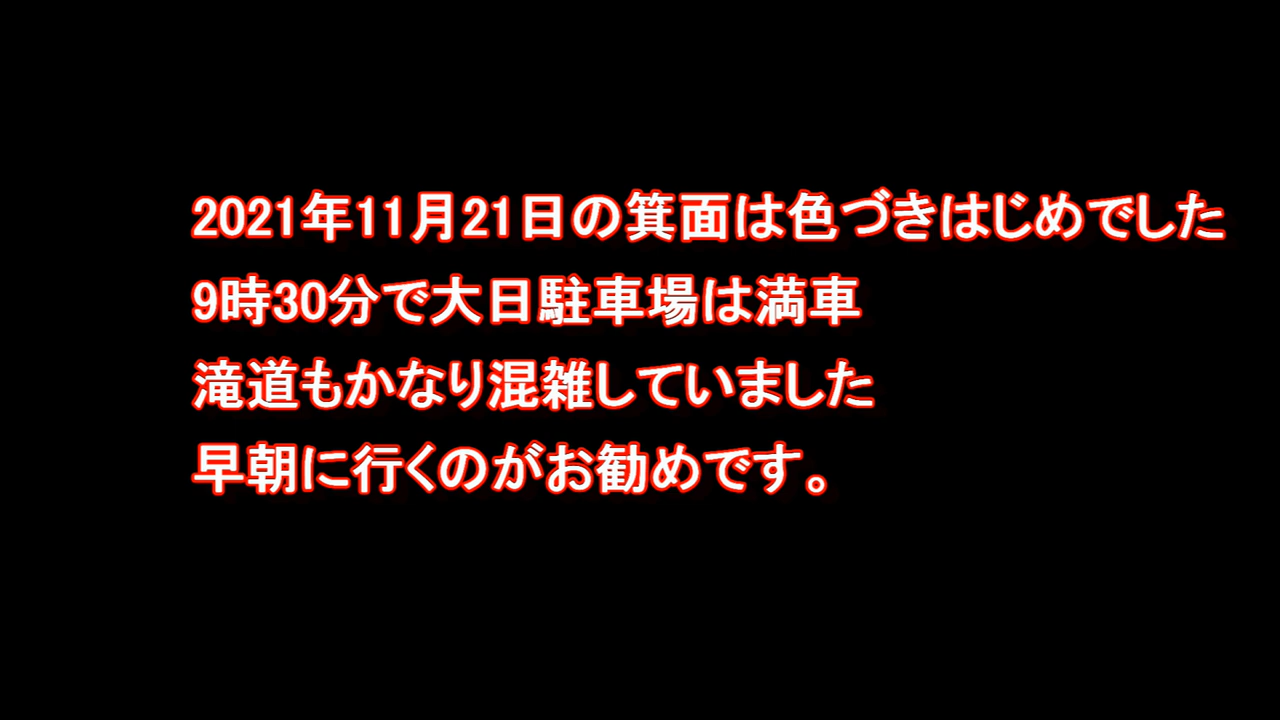 2021年11月21日の箕面は色づきはじめでした
9時30分で大日駐車場は満車
滝道もかなり混雑していました
早朝に行くのがお勧めです。